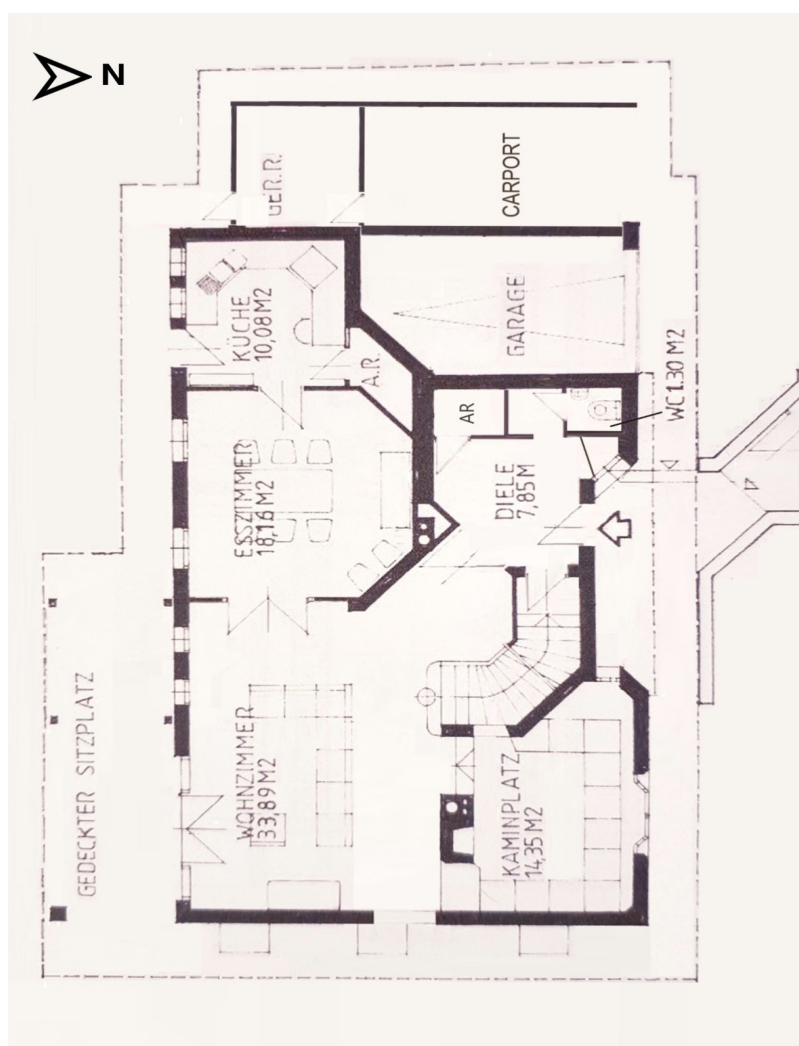 N
GER.R.
CARPORT
KÜCHE
10,08 M2
A.R.
GARAGE
WC 1.30 M2
AR
ESSZIMMER
18,16 M2
DIELE
7,85 M
GEDECKTER SITZPLATZ
WOHNZIMMER
33,89 M2
KAMINPLATZ
14,35 M2